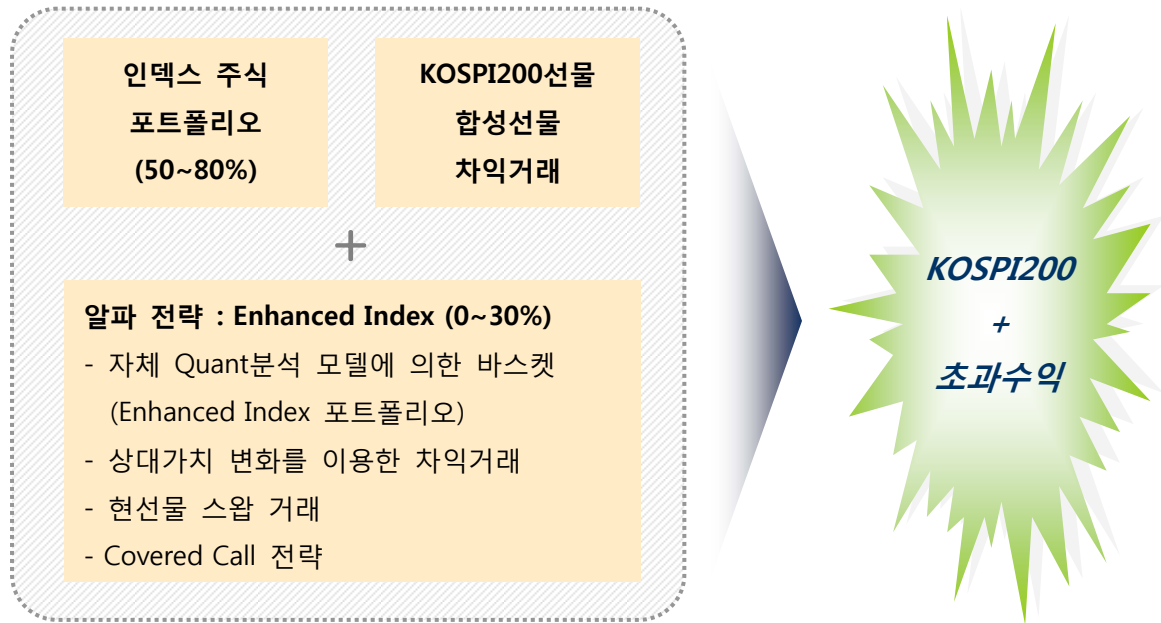 인덱스 주식
포트폴리오
(50~80%)
KOSPI200선물
합성선물
차익거래
+
알파 전략 : Enhanced Index (0~30%)
- 자체 Quant분석 모델에 의한 바스켓
(Enhanced Index 포트폴리오)
- 상대가치 변화를 이용한 차익거래
- 현선물 스왑 거래
- Covered Call 전략
KOSPI200
+
초과수익